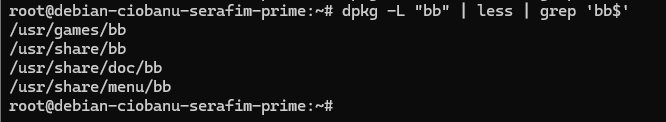 root@debian-ciobanu-serafim-prime:~# dpkg -L "bb" | less | grep 'bb$'
/usr/games/bb
/usr/share/bb
/usr/share/doc/bb
/usr/share/menu/bb
root@debian-ciobanu-serafim-prime:~#